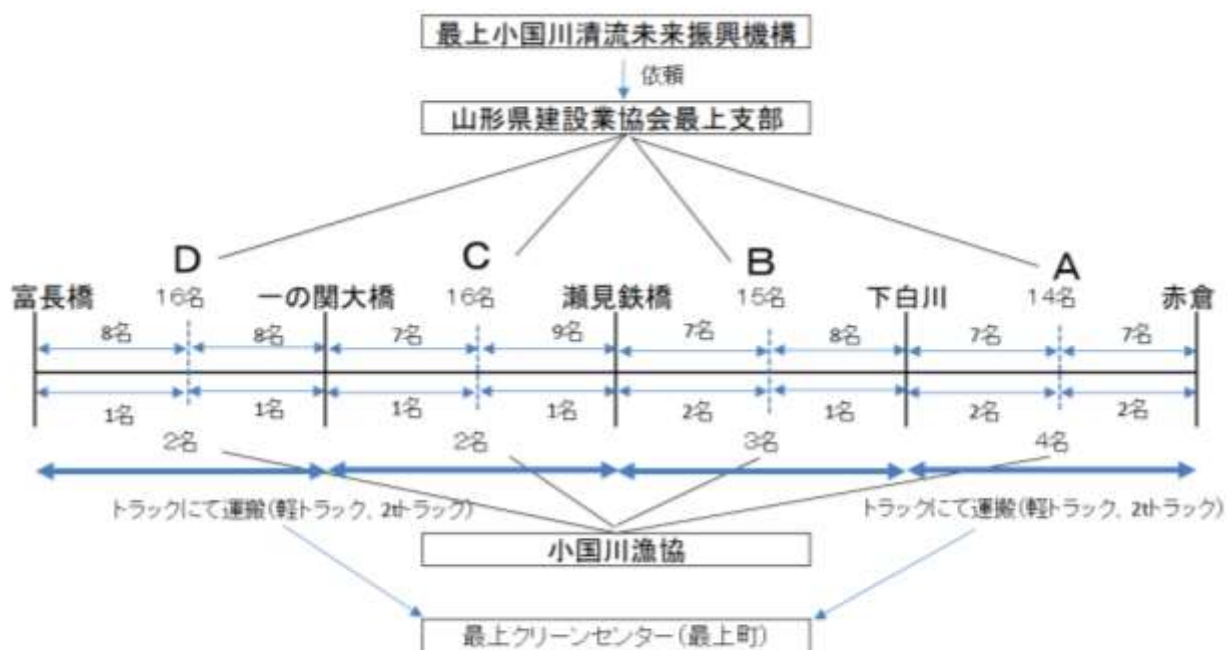 最上小国川清流未来振興機構
依頼
山形県建設業協会最上支部
D C B A
富長橋 16名 一の関大橋 16名 瀬見鉄橋 15名 下白川 14名 赤倉
8名 8名 7名 9名 7名 8名 7名 7名
1名 1名 1名 1名 2名 1名 2名 2名
2名 2名 3名 4名
トラックにて運搬(軽トラック、2tトラック) トラックにて運搬(軽トラック、2tトラック)
小国川漁協
最上クリーンセンター(最上町)